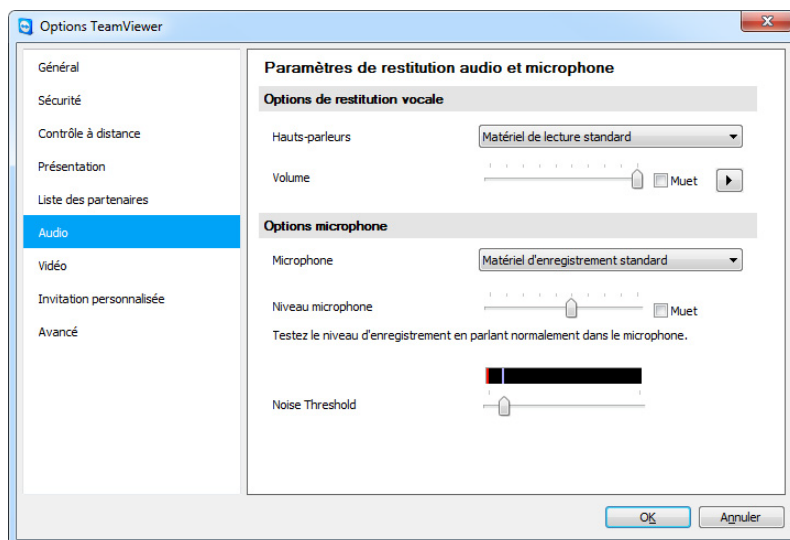 Options TeamViewer
Général
Sécurité
Contrôle à distance
Présentation
Liste des partenaires
Audio
Vidéo
Invitation personnalisée
Avancé
Paramètres de restitution audio et microphone
Options de restitution vocale
Hauts-parleurs Matériel de lecture standard
Volume Muet
Options microphone
Microphone Matériel d'enregistrement standard
Niveau microphone Muet
Testez le niveau d'enregistrement en parlant normalement dans le microphone.
Noise Threshold
OK Annuler